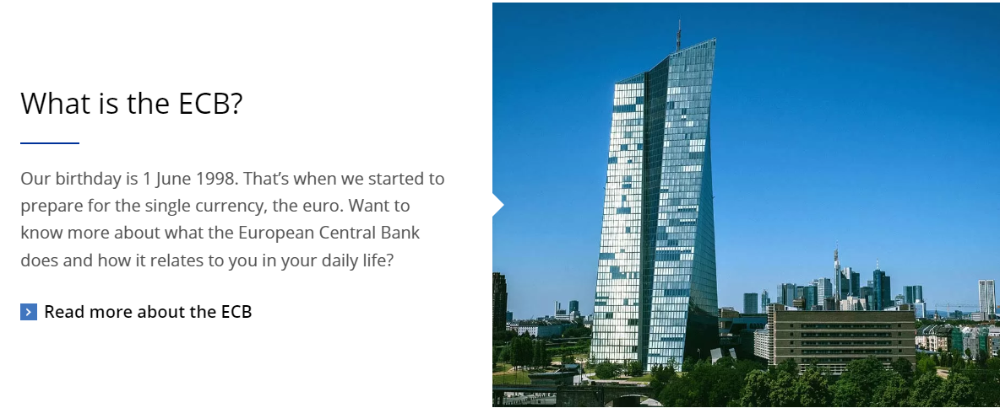 What is the ECB?
Our birthday is 1 June 1998. That’s when we started to
prepare for the single currency, the euro. Want to
know more about what the European Central Bank
does and how it relates to you in your daily life?
Read more about the ECB